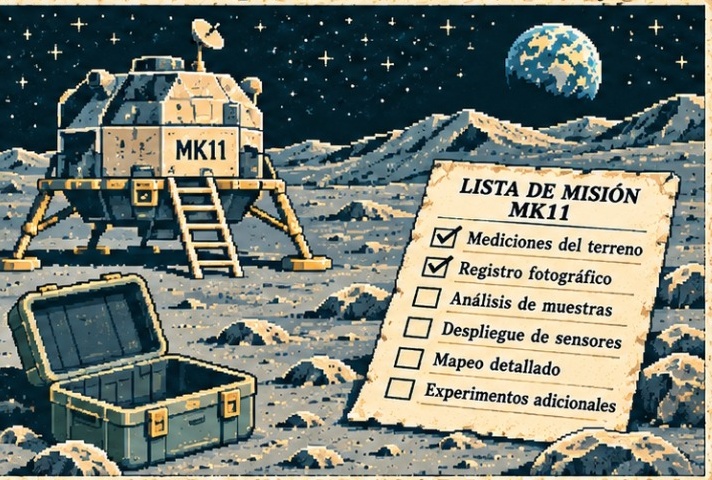 MK11
LISTA DE MISIÓN
MK11
Mediciones del terreno
Registro fotográfico
Análisis de muestras
Despliegue de sensores
Mapeo detallado
Experimentos adicionales